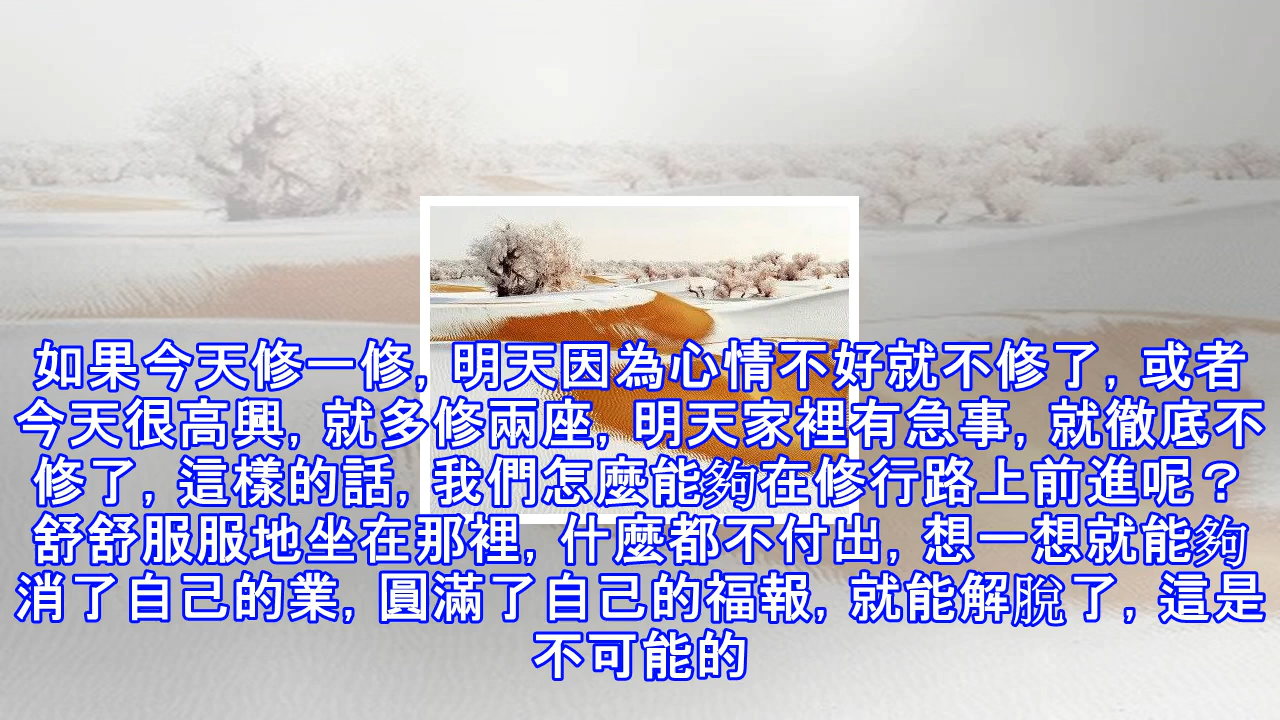 如果今天修一修, 明天因為心情不好就不修了, 或者
今天很高興, 就多修兩座, 明天家裡有急事, 就徹底不
修了, 這樣的話, 我們怎麼能夠在修行路上前進呢？
舒舒服服地坐在那裡, 什麼都不付出, 想一想就能夠
消了自己的業, 圓滿了自己的福報, 就能解脫了, 這是
不可能的